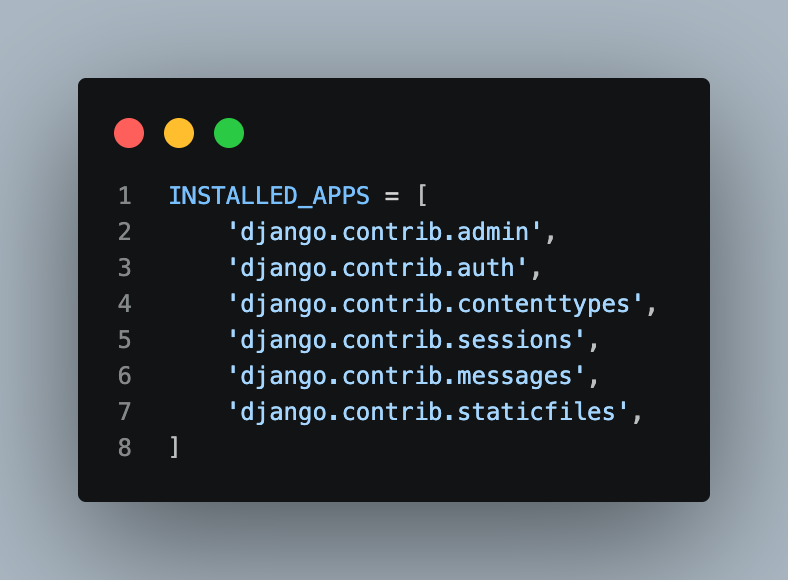 1 INSTALLED_APPS = [
2     'django.contrib.admin',
3     'django.contrib.auth',
4     'django.contrib.contenttypes',
5     'django.contrib.sessions',
6     'django.contrib.messages',
7     'django.contrib.staticfiles',
8 ]